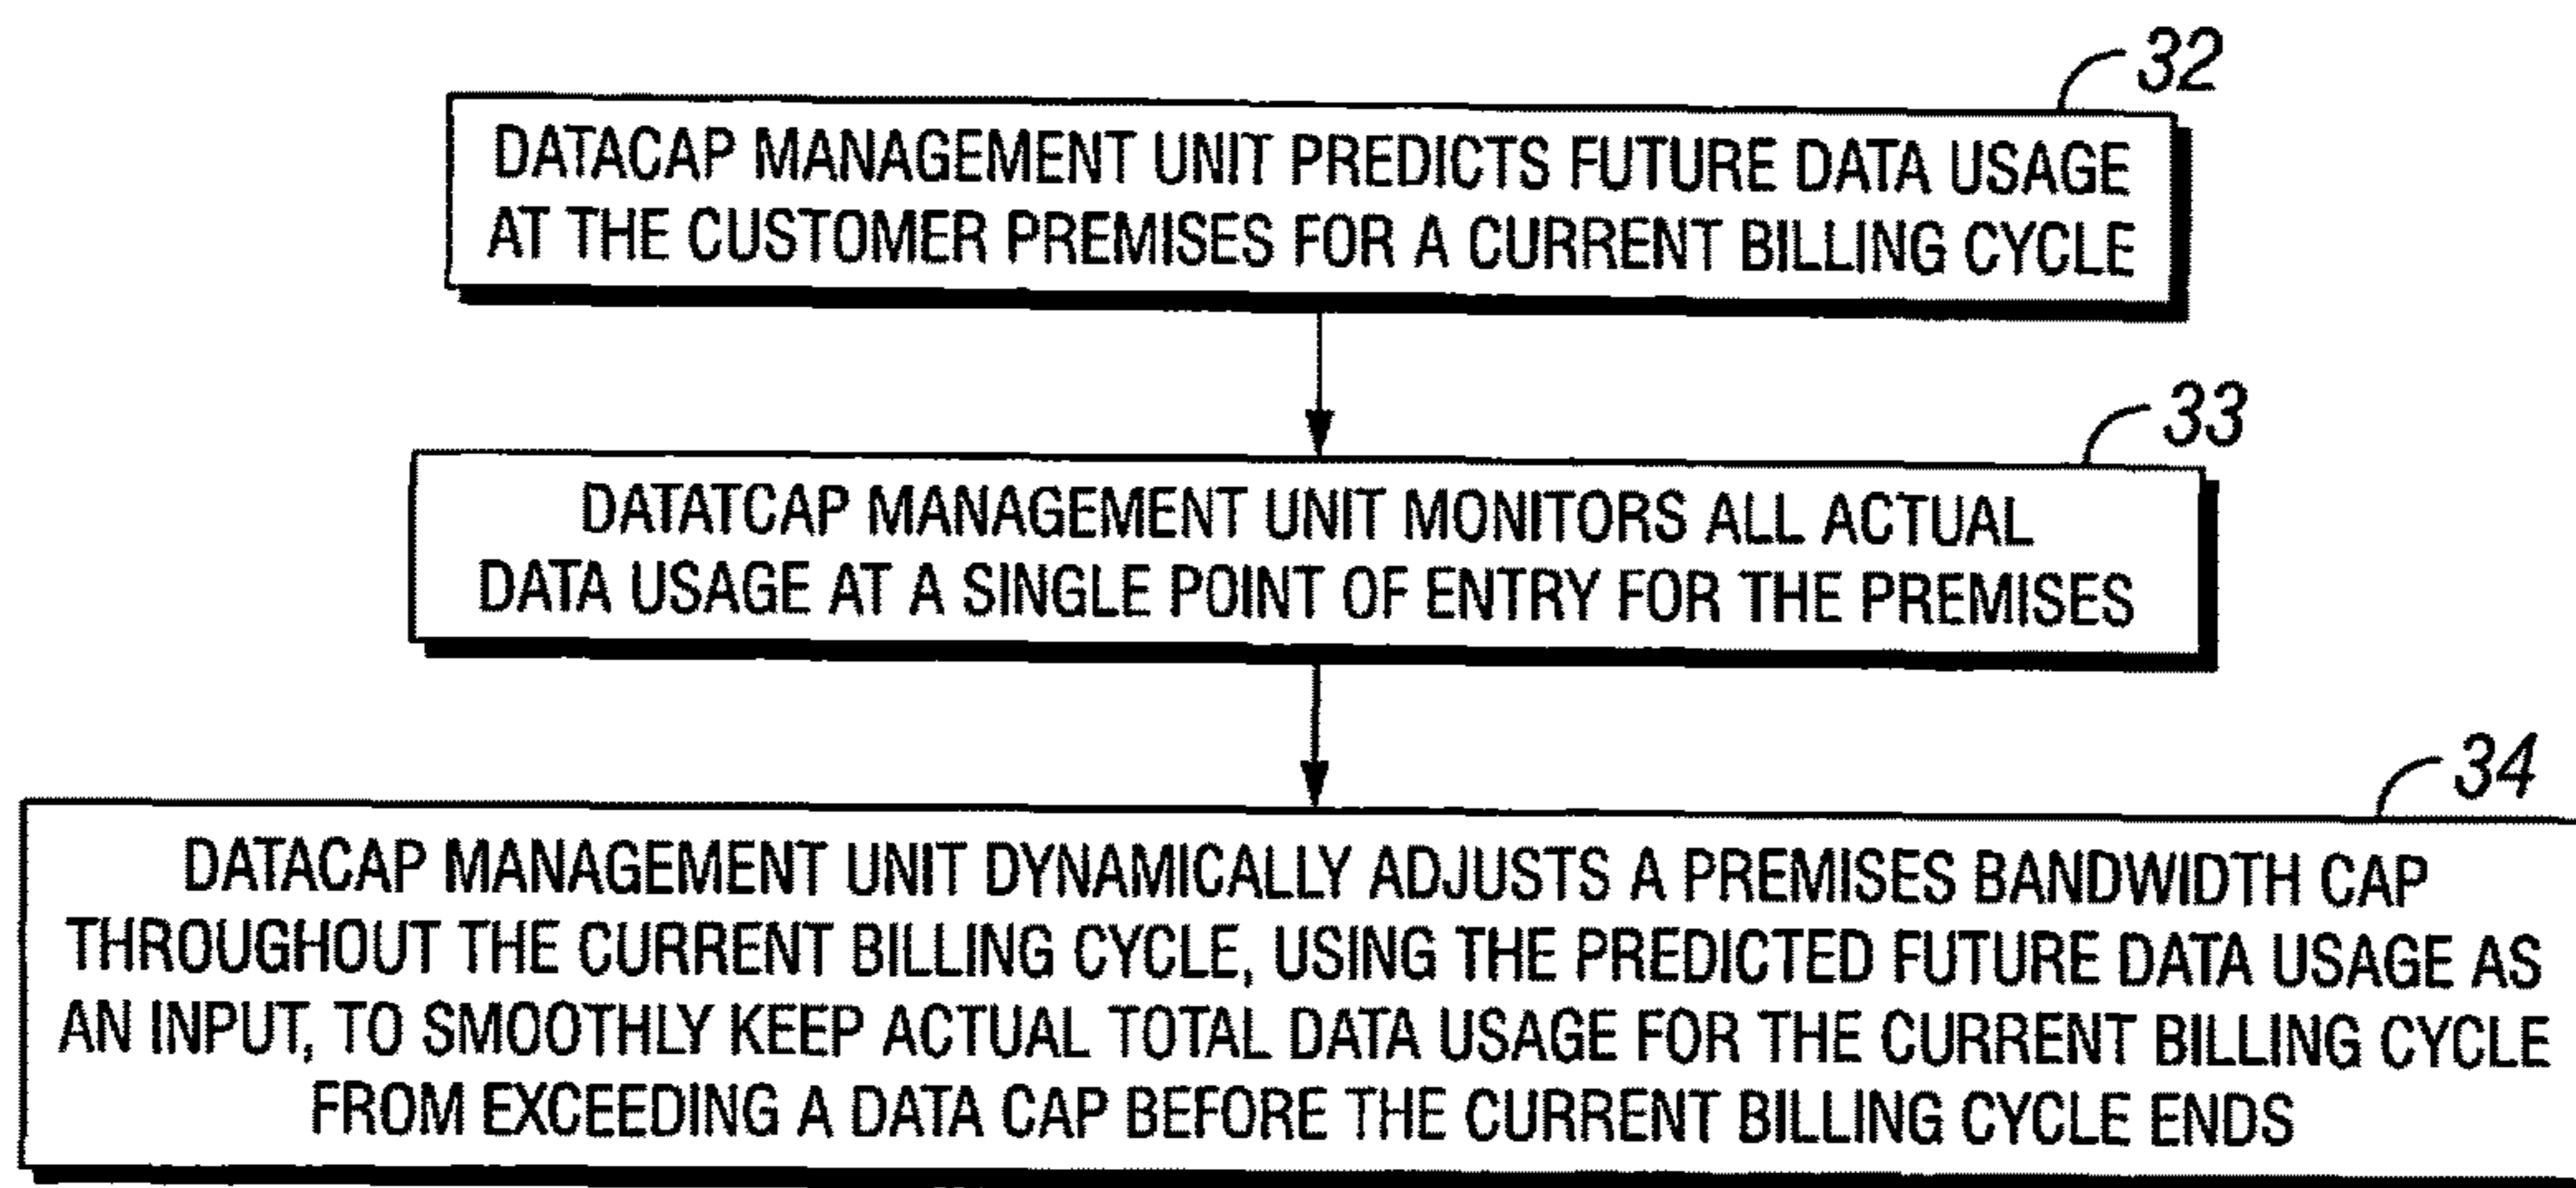 32
DATACAP MANAGEMENT UNIT PREDICTS FUTURE DATA USAGE
AT THE CUSTOMER PREMISES FOR A CURRENT BILLING CYCLE
33
DATATCAP MANAGEMENT UNIT MONITORS ALL ACTUAL
DATA USAGE AT A SINGLE POINT OF ENTRY FOR THE PREMISES
34
DATACAP MANAGEMENT UNIT DYNAMICALLY ADJUSTS A PREMISES BANDWIDTH CAP
THROUGHOUT THE CURRENT BILLING CYCLE, USING THE PREDICTED FUTURE DATA USAGE AS
AN INPUT, TO SMOOTHLY KEEP ACTUAL TOTAL DATA USAGE FOR THE CURRENT BILLING CYCLE
FROM EXCEEDING A DATA CAP BEFORE THE CURRENT BILLING CYCLE ENDS